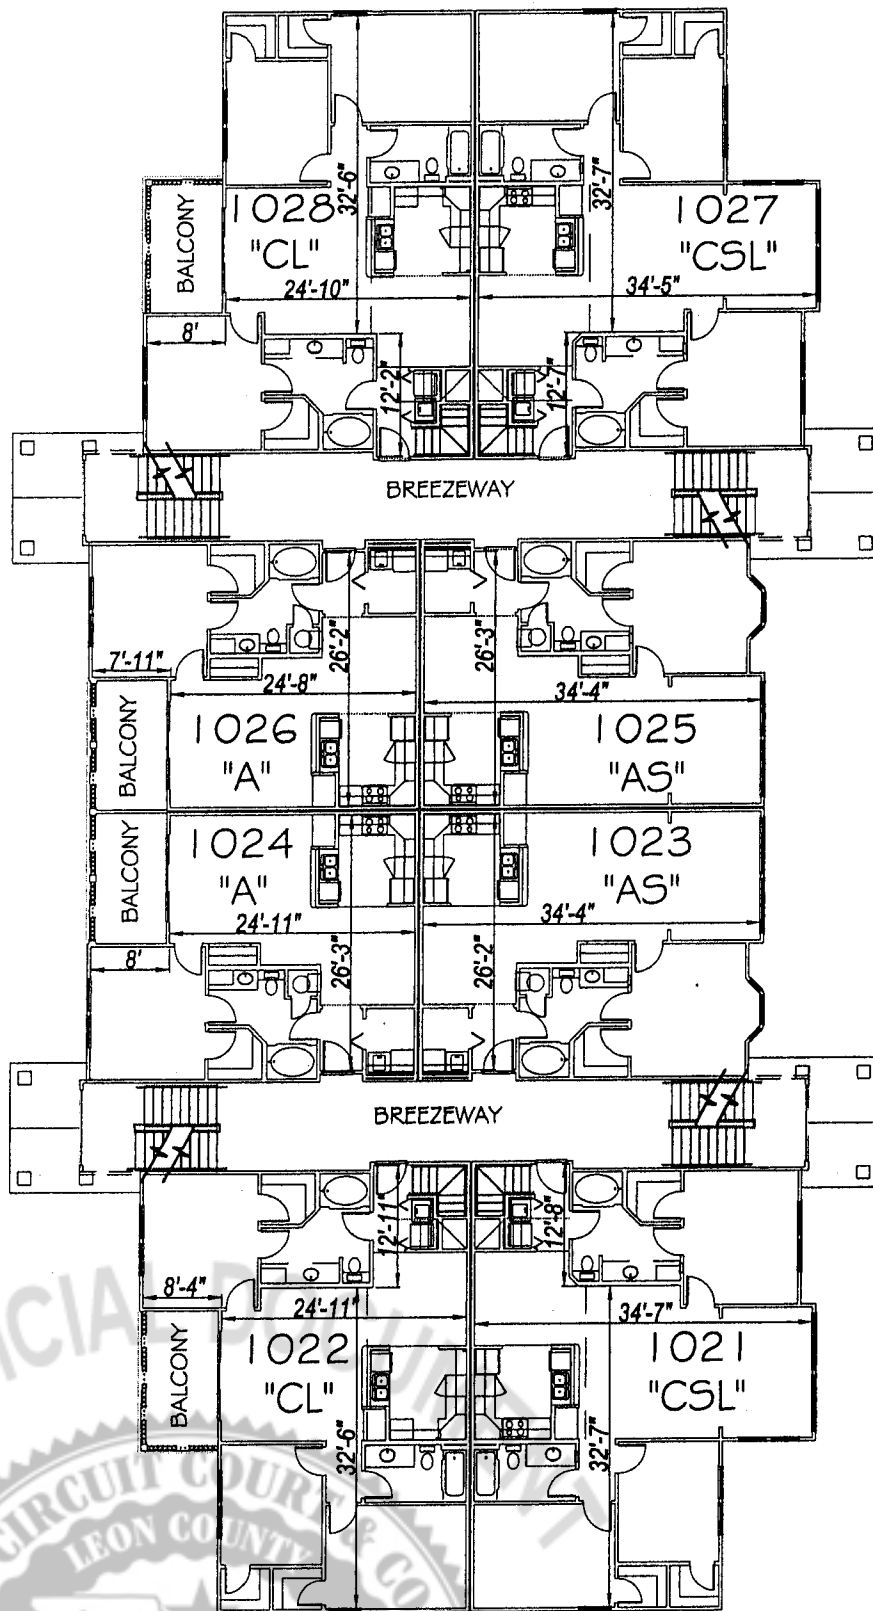 32'-6"
32'-7"
1028
"CL"
BALCONY
24'-10"
8'
1027
"CSL"
34'-5"
12'-2"
12'-7"
BREEZEWAY
26'-2"
26'-3"
7'-11"
24'-8"
34'-4"
BALCONY
1026
"A"
1025
"AS"
BALCONY
1024
"A"
1023
"AS"
24'-11"
34'-4"
8'
26'-3"
26'-2"
BREEZEWAY
12'-11"
12'-8"
8'-4"
24'-11"
34'-7"
BALCONY
1022
"CL"
1021
"CSL"
32'-6"
32'-7"
ICIAL DOCUMENT
CIRCUIT COURT & CO
LEON COUNTY